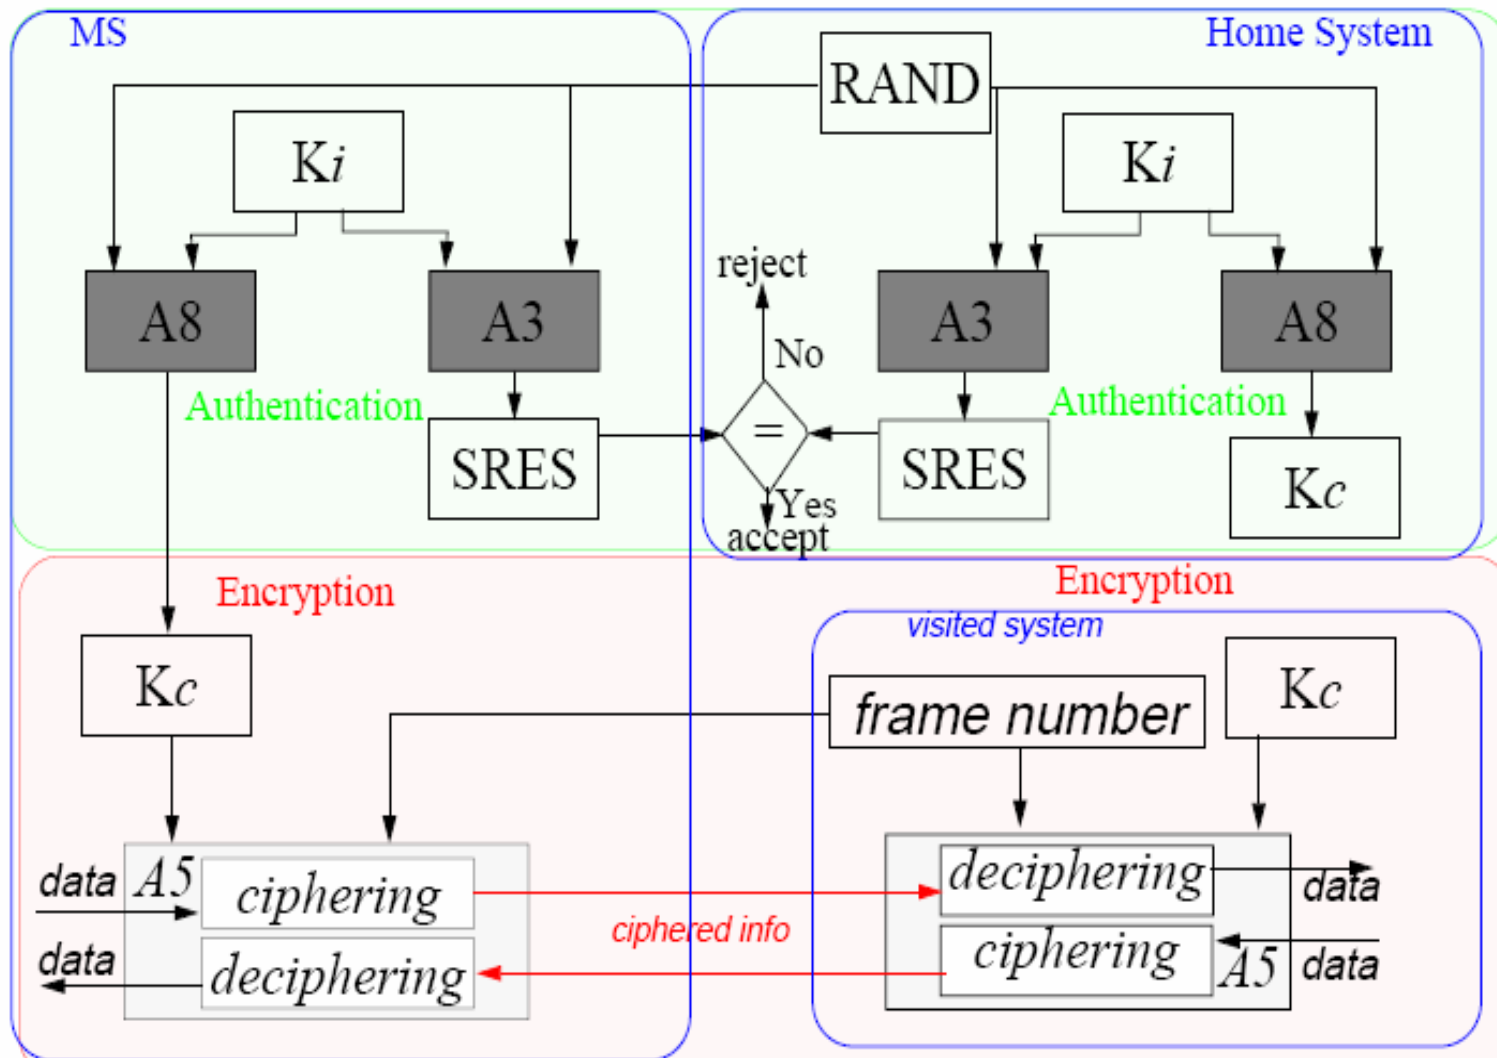 MS
Home System
RAND
Ki
Ki
A8
A3
reject
A3
A8
No
Authentication
Authentication
SRES
=
SRES
Kc
Yes
accept
Encryption
Encryption
visited system
Kc
frame number
Kc
data
A5
ciphering
deciphering
data
ciphered info
data
deciphering
ciphering
A5
data